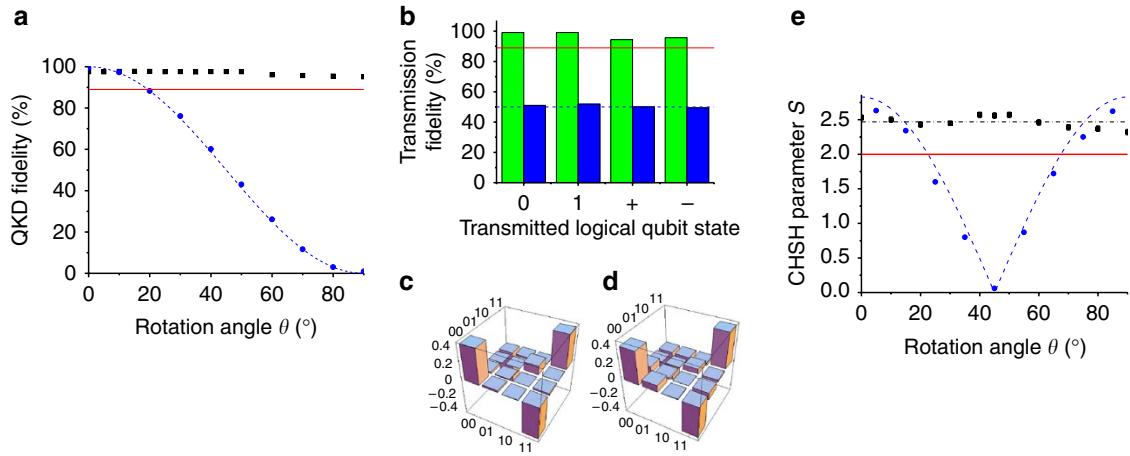 a
100
80
60
40
20
0
QKD fidelity (%)
0 20 40 60 80
Rotation angle θ (°)
b
100
80
60
40
20
0
Transmission
fidelity (%)
0 1 + −
Transmitted logical qubit state
c
00 01 10 11
0.4
0.2
0
−0.2
−0.4
00 01 10 11
d
00 01 10 11
0.4
0.2
0
−0.2
−0.4
00 01 10 11
e
2.5
2.0
1.5
1.0
0.5
0.0
CHSH parameter S
0 20 40 60 80
Rotation angle θ (°)